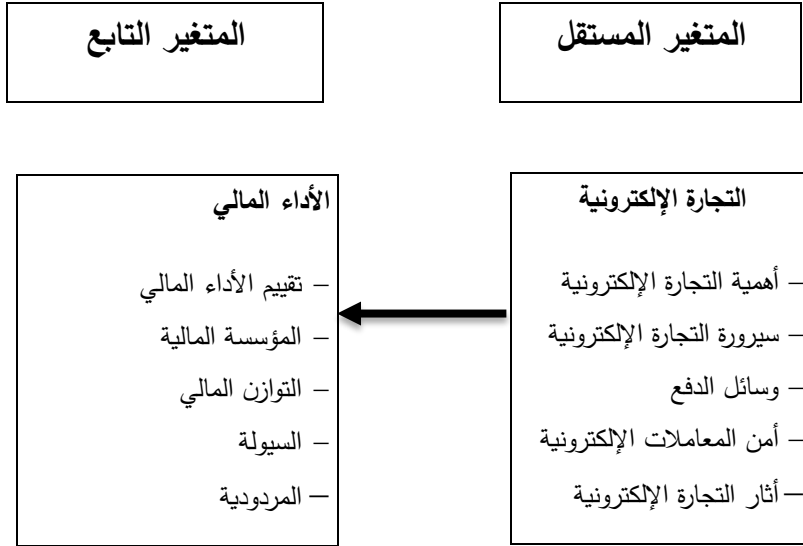 المتغير المستقل
المتغير التابع
التجارة الإلكترونية
– أهمية التجارة الإلكترونية
– سيرورة التجارة الإلكترونية
– وسائل الدفع
– أمن المعاملات الإلكترونية
– أثار التجارة الإلكترونية
الأداء المالي
– تقييم الأداء المالي
– المؤسسة المالية
– التوازن المالي
– السيولة
– المردودية